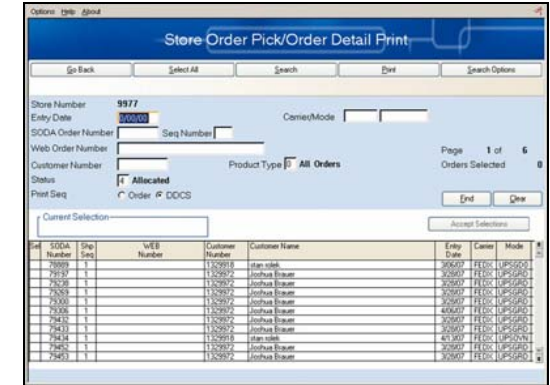 Options Help About
Store Order Pick/Order Detail Print
Go Back Select All Search Print Search Options
Store Number 9977
Entry Date 0/00/00 Carrier/Mode
SODA Order Number Seq Number
Web Order Number Page 1 of 6
Customer Number Product Type 0 All Orders Orders Selected 0
Status 4 Allocated
Print Seq Order DDCS Find Clear
Current Selection Accept Selections
Sel SODA Number Shp Seq WEB Number Customer Number Customer Name Entry Date Carrier Mode
78889 1 1329918 stan rolek 3/06/07 FEDX
79197 1 1329972 Joshua Brauer 3/28/07 FEDX UPSGRD
79238 1 1329972 Joshua Brauer 3/28/07 FEDX UPSGRD
79269 1 1329972 Joshua Brauer 3/28/07 FEDX UPSGRD
79300 1 1329972 Joshua Brauer 3/28/07 FEDX UPSGRD
79306 1 1329972 Joshua Brauer 4/06/07 FEDX UPSGRD
79432 1 1329972 Joshua Brauer 3/28/07 FEDX UPSGRD
79433 1 1329972 Joshua Brauer 3/28/07 FEDX UPSGRD
79434 1 1329918 stan rolek 4/13/07 FEDX UPSOVN
79452 1 1329972 Joshua Brauer 3/28/07 FEDX UPSGRD
79453 1 1329972 Joshua Brauer 3/28/07 FEDX UPSGRD